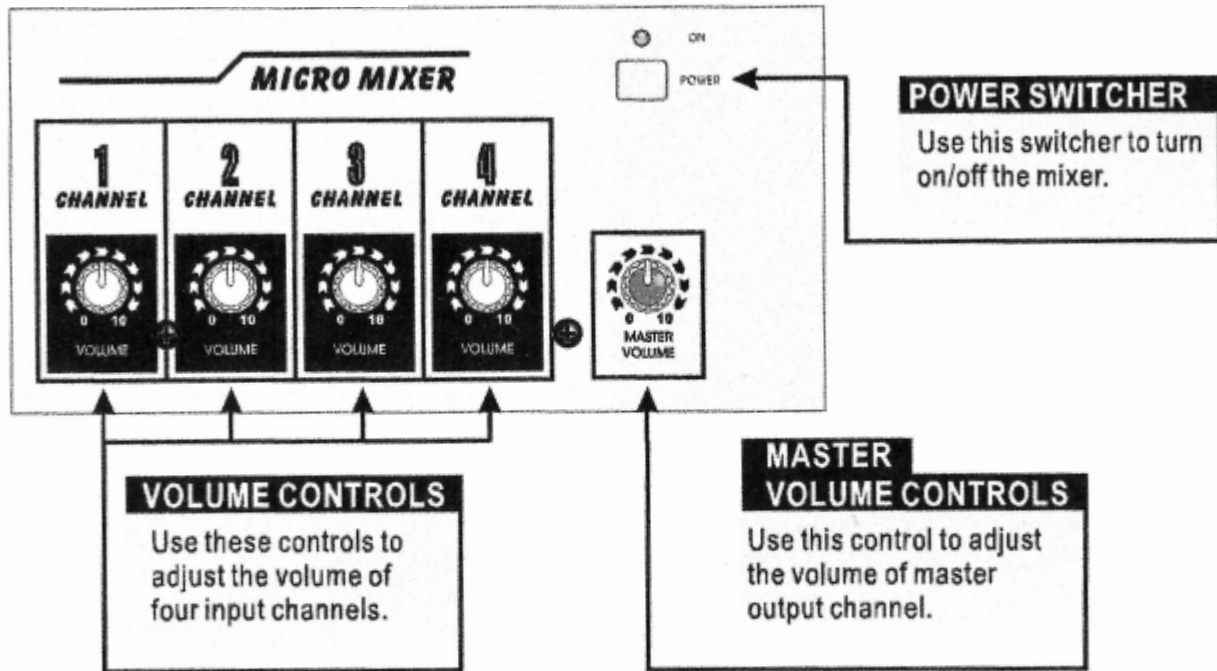 MICRO MIXER
ON
POWER
1
CHANNEL
2
CHANNEL
3
CHANNEL
4
CHANNEL
0 10
VOLUME
0 10
VOLUME
0 10
VOLUME
0 10
VOLUME
0 10
MASTER
VOLUME
POWER SWITCHER
Use this switcher to turn
on/off the mixer.
VOLUME CONTROLS
Use these controls to
adjust the volume of
four input channels.
MASTER
VOLUME CONTROLS
Use this control to adjust
the volume of master
output channel.